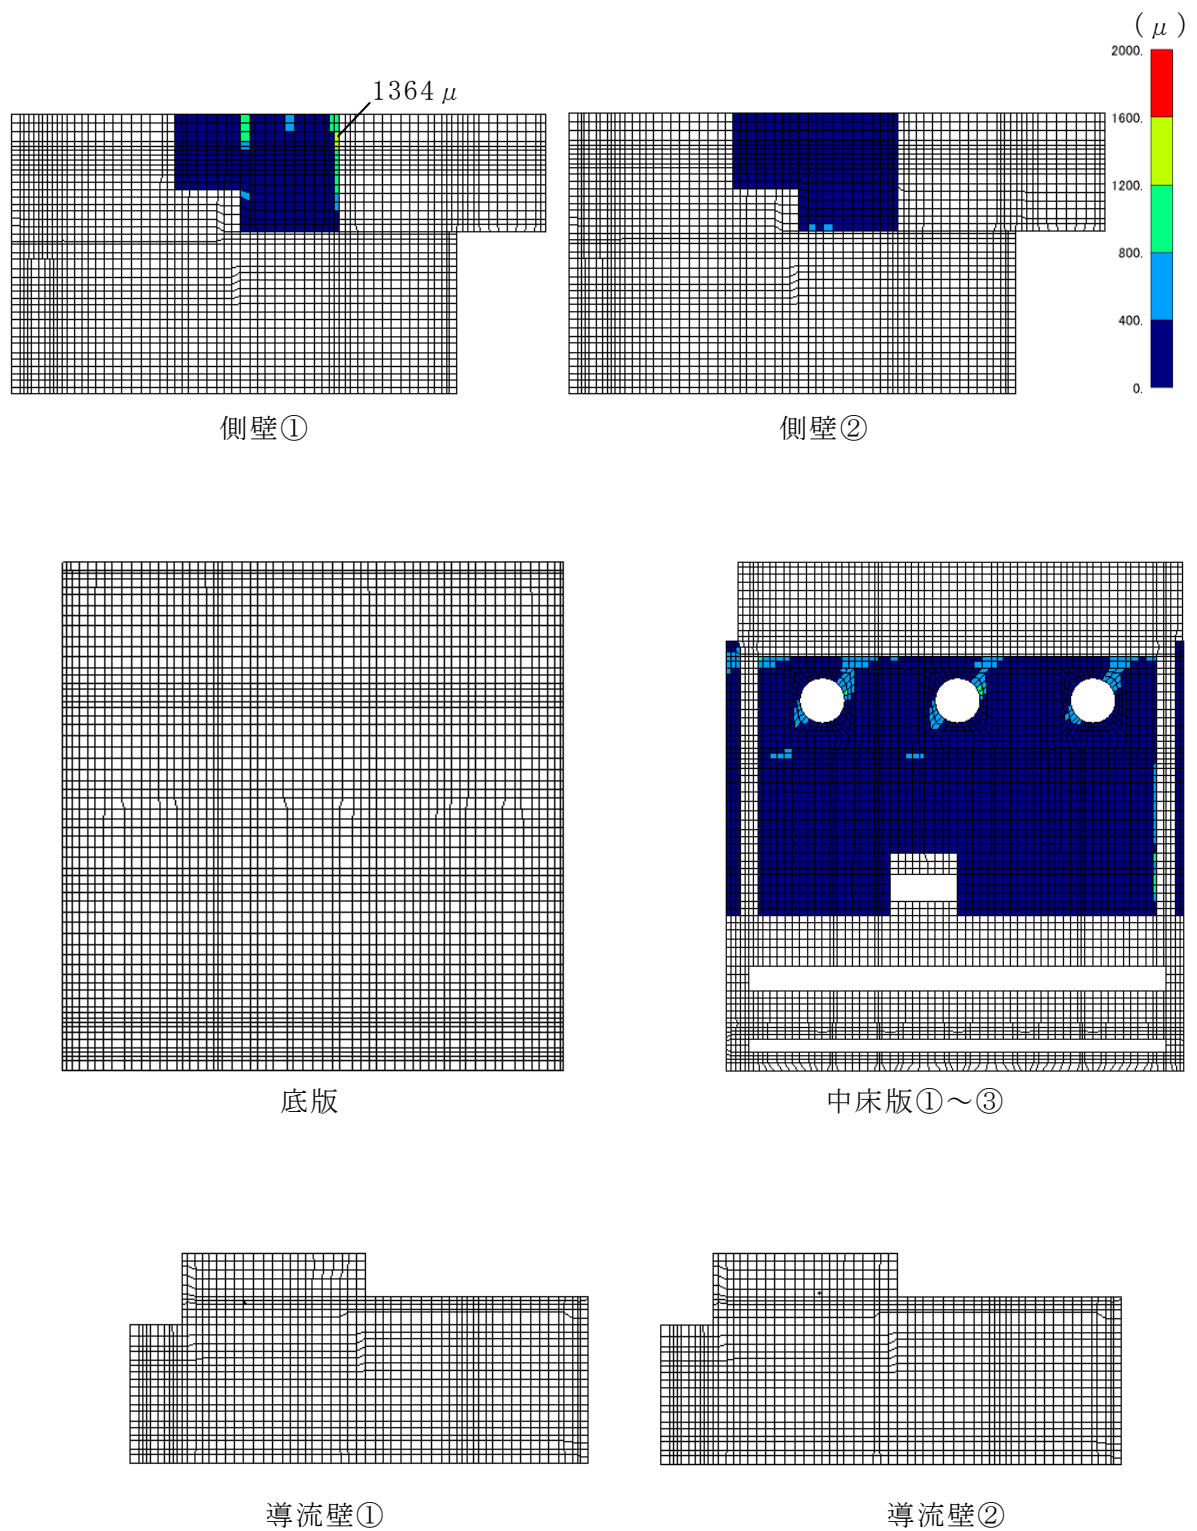 (μ)
2000.
1364μ
1600.
1200.
800.
400.
0.
側壁①
側壁②
底版
中床版①～③
導流壁①
導流壁②